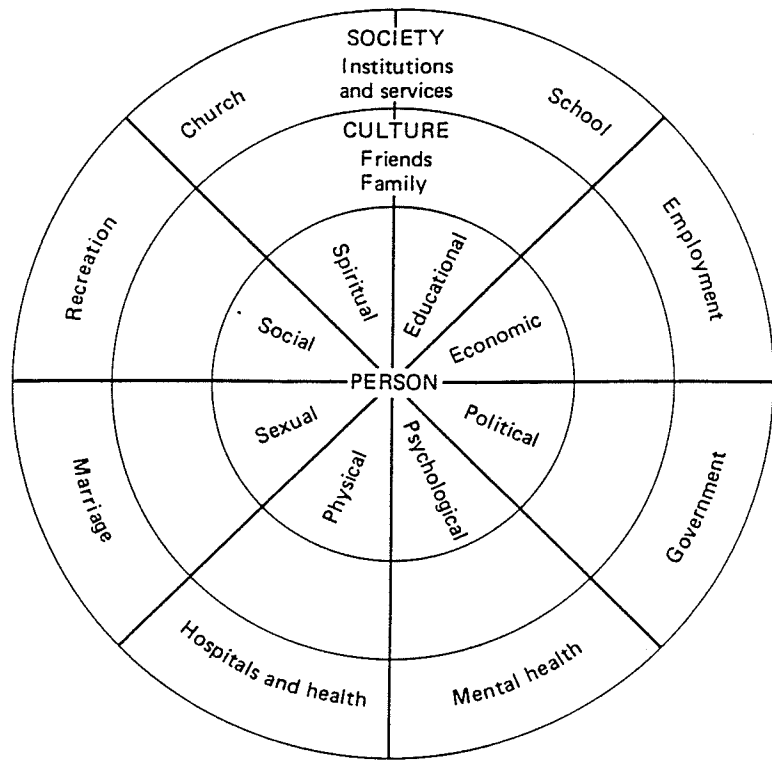 SOCIETY
Institutions
and services
Church
School
CULTURE
Friends
Family
Recreation
Employment
Spiritual
Educational
Social
Economic
PERSON
Sexual
Political
Physical
Psychological
Marriage
Government
Hospitals and health
Mental health